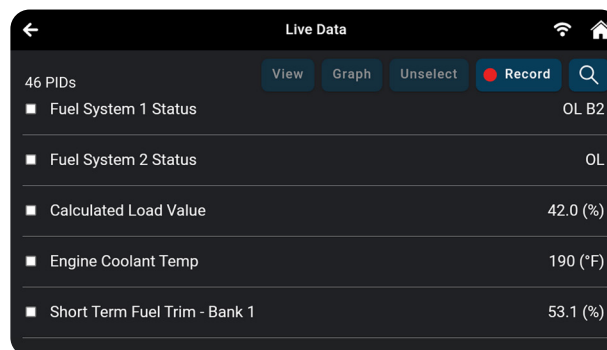 Live Data
46 PIDs View Graph Unselect Record
Fuel System 1 Status OL B2
Fuel System 2 Status OL
Calculated Load Value 42.0 (%)
Engine Coolant Temp 190 (°F)
Short Term Fuel Trim - Bank 1 53.1 (%)